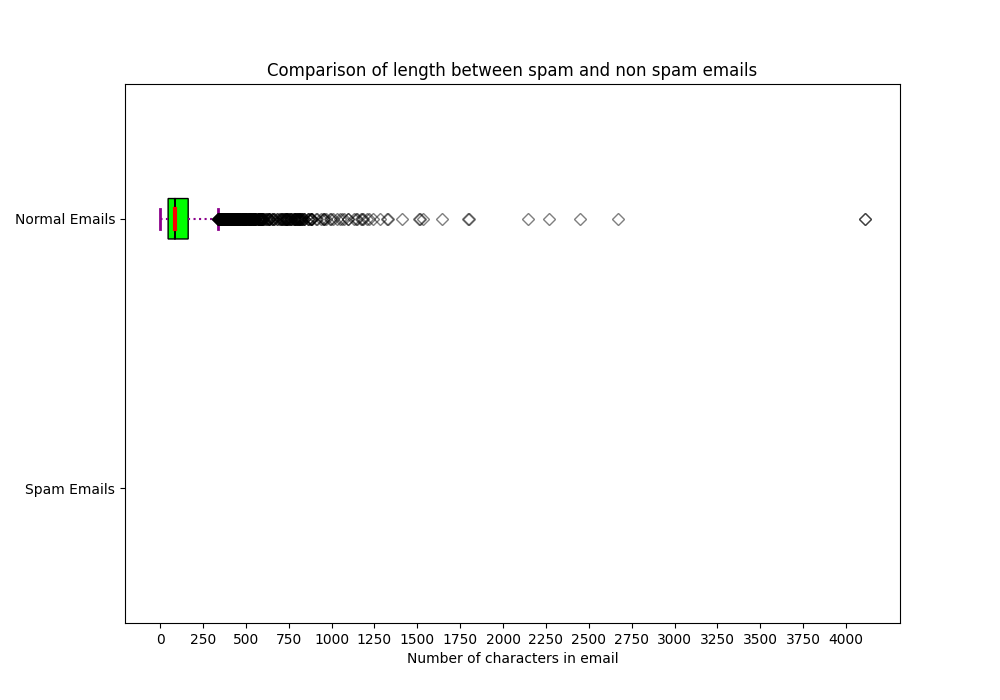 Comparison of length between spam and non spam emails
Normal Emails
Spam Emails
0 250 500 750 1000 1250 1500 1750 2000 2250 2500 2750 3000 3250 3500 3750 4000
Number of characters in email